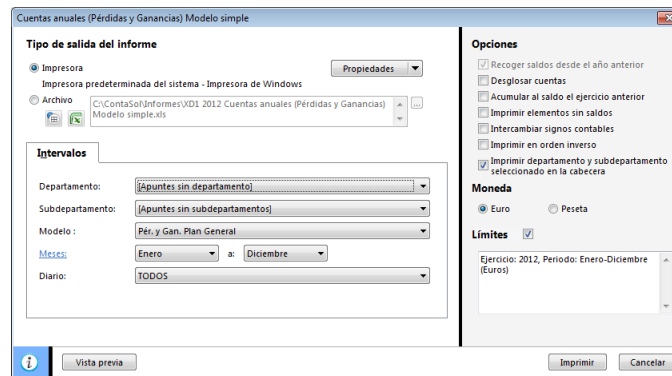 Cuentas anuales (Pérdidas y Ganancias) Modelo simple
Tipo de salida del informe
Impresora
Propiedades
Impresora predeterminada del sistema - Impresora de Windows
Archivo
C:\ContaSol\Informes\XD1 2012 Cuentas anuales (Pérdidas y Ganancias)
Modelo simple.xls
...
Intervalos
Departamento:
[Apuntes sin departamento]
Subdepartamento:
[Apuntes sin subdepartamentos]
Modelo :
Pér. y Gan. Plan General
Meses:
Enero
a:
Diciembre
Diario:
TODOS
Opciones
Recoger saldos desde el año anterior
Desglosar cuentas
Acumular al saldo el ejercicio anterior
Imprimir elementos sin saldos
Intercambiar signos contables
Imprimir en orden inverso
Imprimir departamento y subdepartamento
seleccionado en la cabecera
Moneda
Euro
Peseta
Límites
Ejercicio: 2012, Periodo: Enero-Diciembre
(Euros)
Vista previa
Imprimir
Cancelar